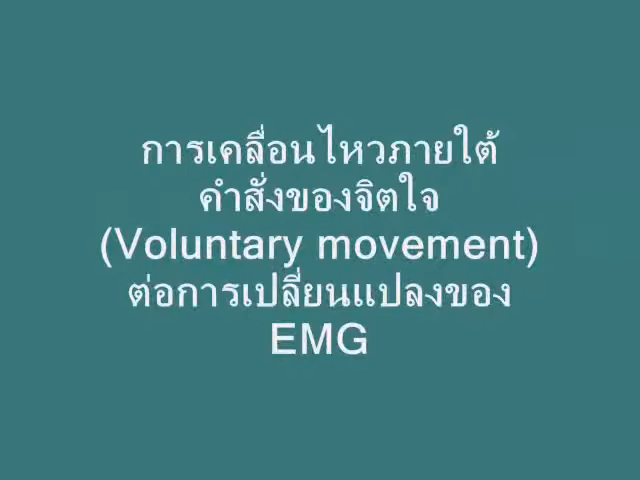 การเคลื่อนไหวภายใต้
คำสั่งของจิตใจ
(Voluntary movement)
ต่อการเปลี่ยนแปลงของ
EMG